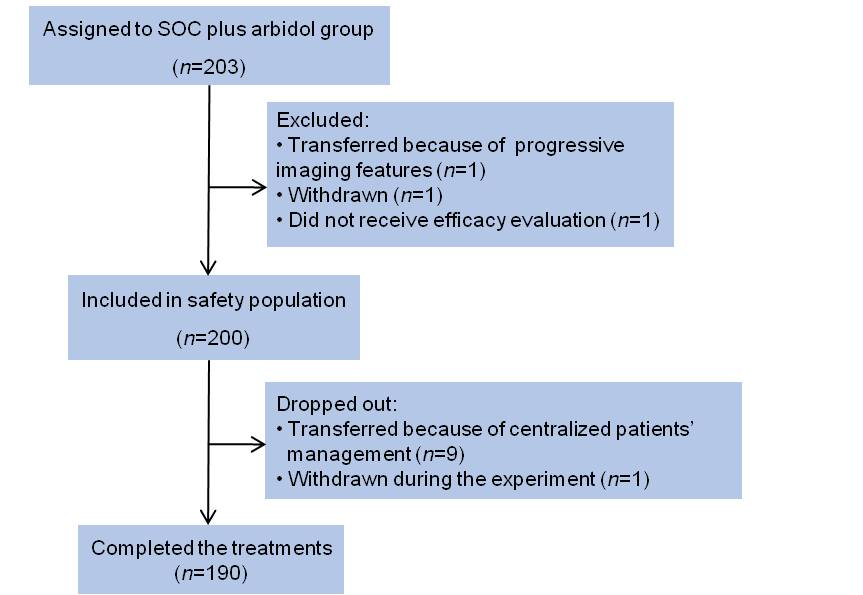 Assigned to SOC plus arbidol group
(n=203)
Excluded:
• Transferred because of progressive
imaging features (n=1)
• Withdrawn (n=1)
• Did not receive efficacy evaluation (n=1)
Included in safety population
(n=200)
Dropped out:
• Transferred because of centralized patients’
management (n=9)
• Withdrawn during the experiment (n=1)
Completed the treatments
(n=190)